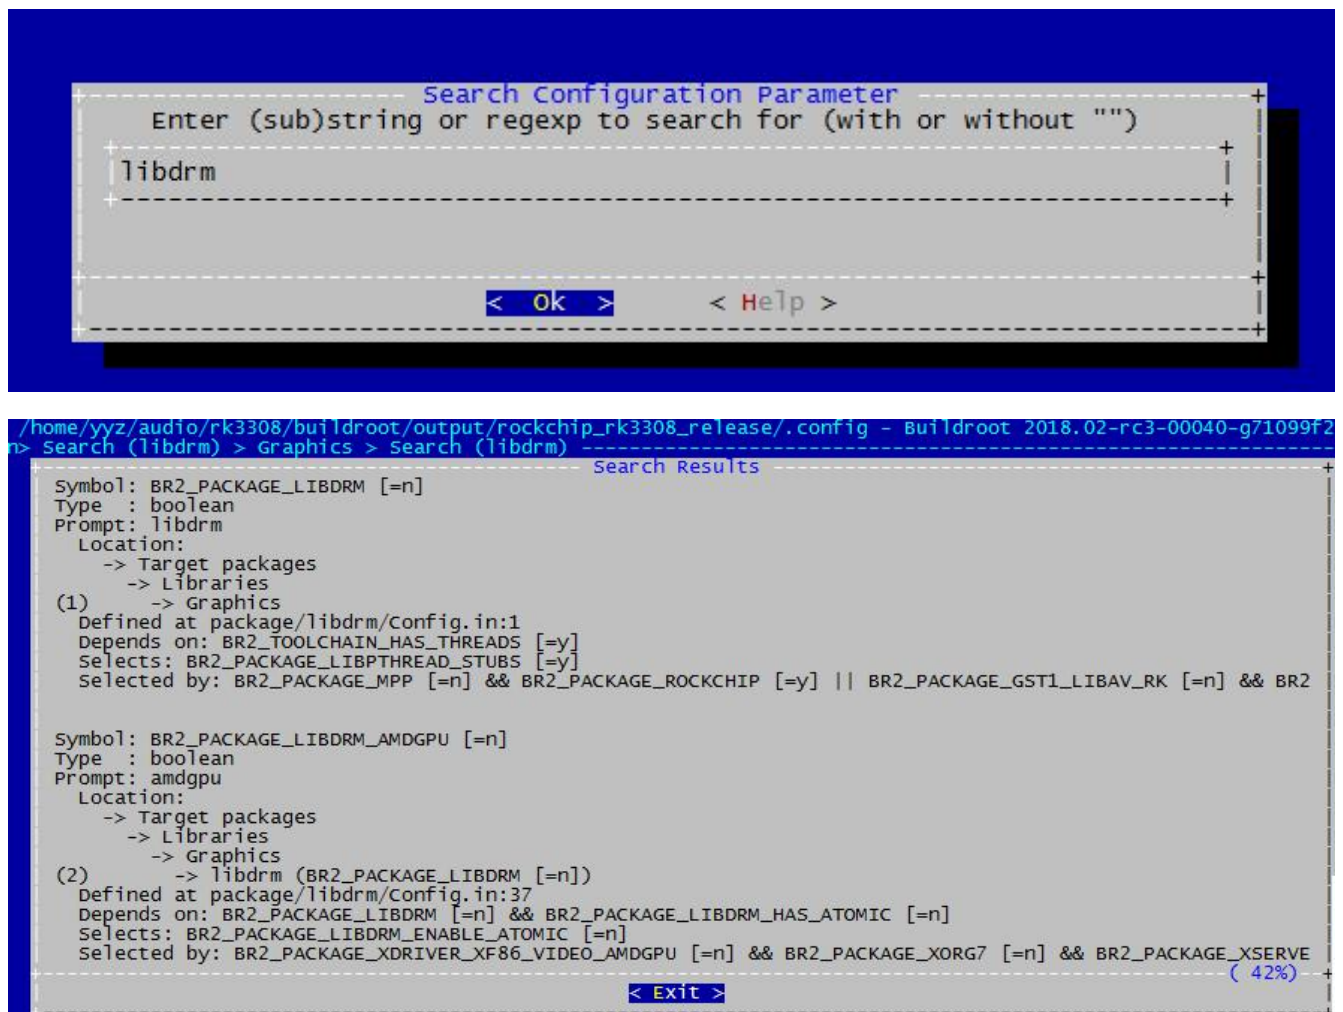 Search Configuration Parameter
Enter (sub)string or regexp to search for (with or without "")
libdrm
< Ok > < Help >
/home/yyz/audio/rk3308/buildroot/output/rockchip_rk3308_release/.config - Buildroot 2018.02-rc3-00040-g71099f2
n> Search (libdrm) > Graphics > Search (libdrm)
Search Results
Symbol: BR2_PACKAGE_LIBDRM [=n]
Type : boolean
Prompt: libdrm
Location:
-> Target packages
-> Libraries
(1) -> Graphics
Defined at package/libdrm/Config.in:1
Depends on: BR2_TOOLCHAIN_HAS_THREADS [=y]
Selects: BR2_PACKAGE_LIBPTHREAD_STUBS [=y]
Selected by: BR2_PACKAGE_MPP [=n] && BR2_PACKAGE_ROCKCHIP [=y] || BR2_PACKAGE_GST1_LIBAV_RK [=n] && BR2
Symbol: BR2_PACKAGE_LIBDRM_AMDGPU [=n]
Type : boolean
Prompt: amdgpu
Location:
-> Target packages
-> Libraries
-> Graphics
(2) -> libdrm (BR2_PACKAGE_LIBDRM [=n])
Defined at package/libdrm/Config.in:37
Depends on: BR2_PACKAGE_LIBDRM [=n] && BR2_PACKAGE_LIBDRM_HAS_ATOMIC [=n]
Selects: BR2_PACKAGE_LIBDRM_ENABLE_ATOMIC [=n]
Selected by: BR2_PACKAGE_XDRIVER_XF86_VIDEO_AMDGPU [=n] && BR2_PACKAGE_XORG7 [=n] && BR2_PACKAGE_XSERVE
( 42%)
< Exit >